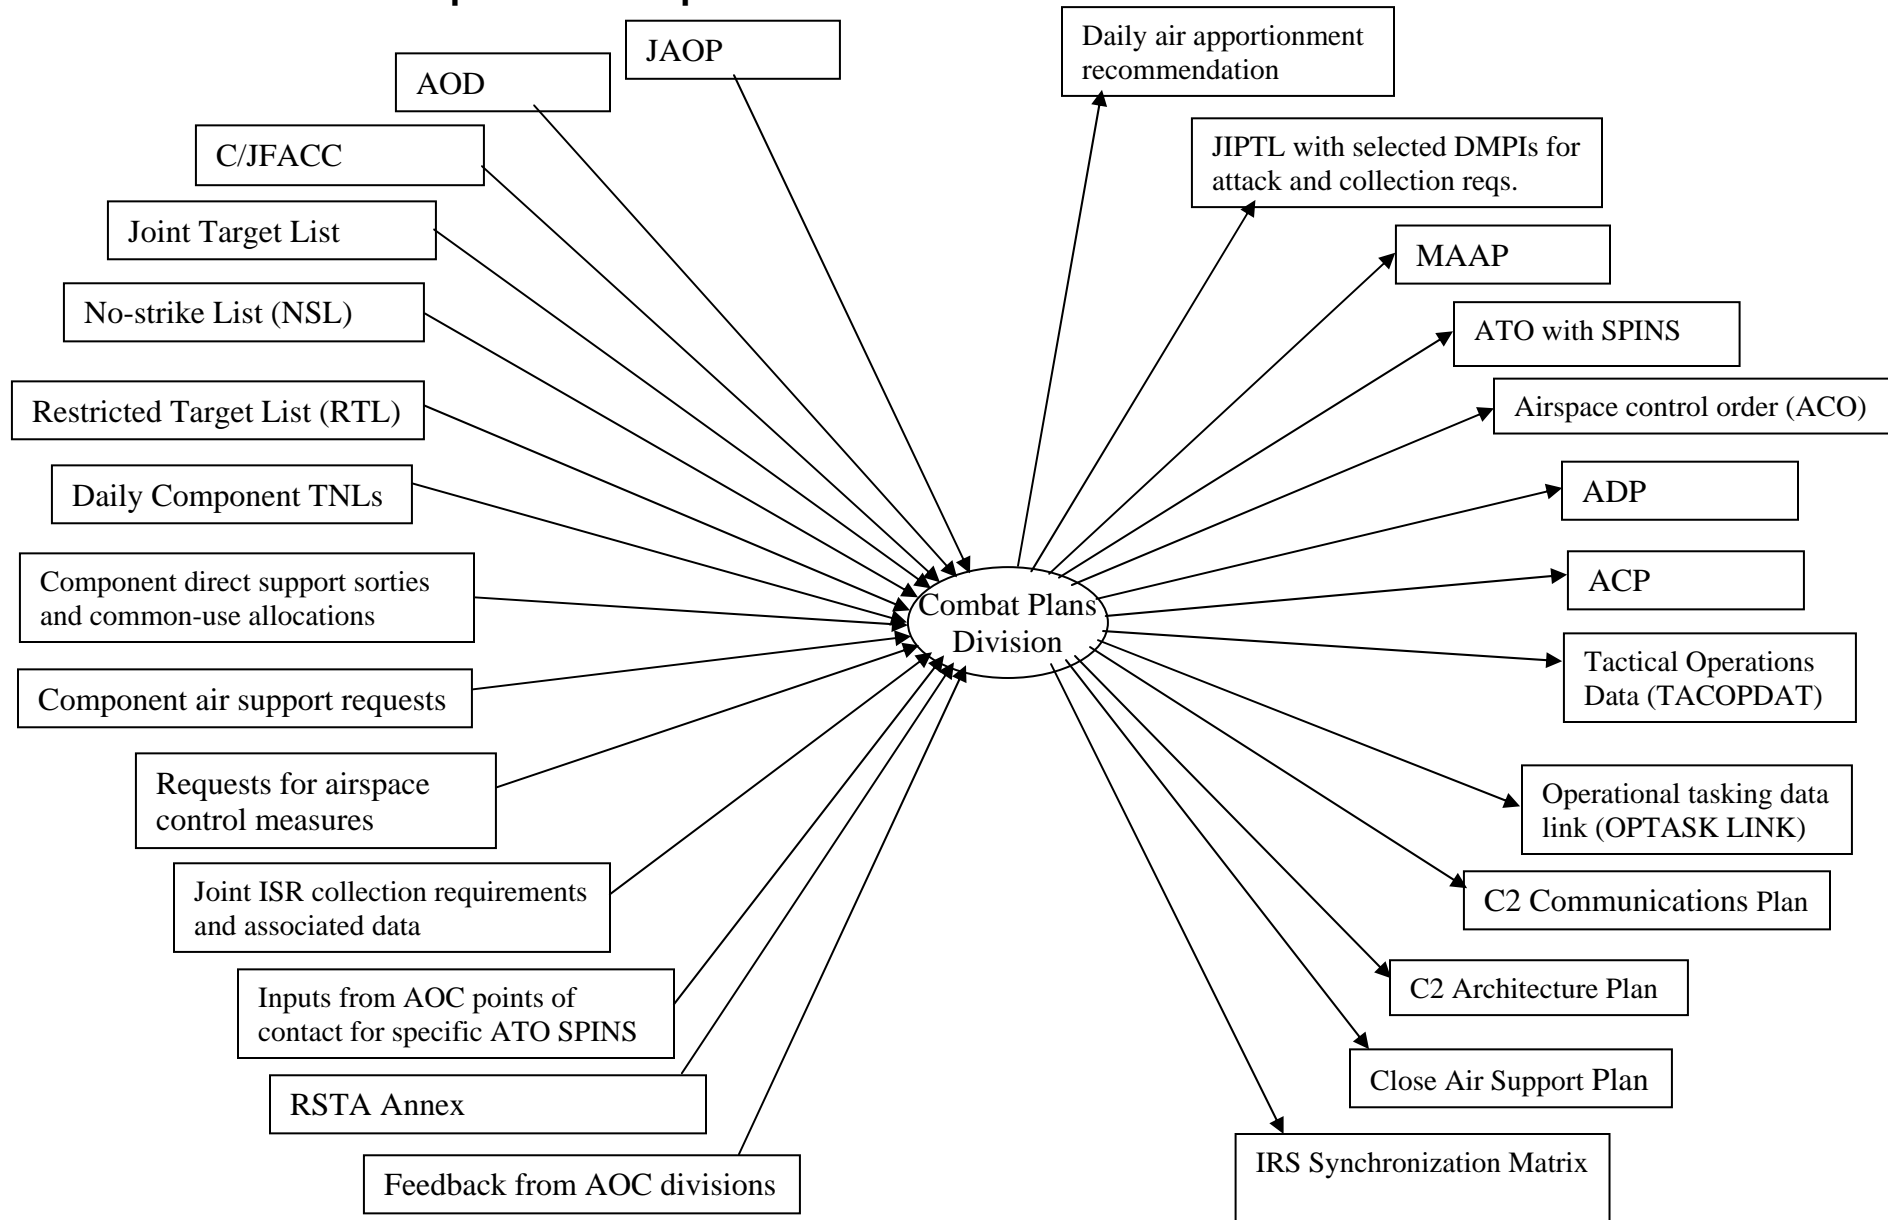 JAOP
AOD
C/JFACC
Joint Target List
No-strike List (NSL)
Restricted Target List (RTL)
Daily Component TNLs
Component direct support sorties
and common-use allocations
Component air support requests
Requests for airspace
control measures
Joint ISR collection requirements
and associated data
Inputs from AOC points of
contact for specific ATO SPINS
RSTA Annex
Feedback from AOC divisions
Combat Plans
Division
Daily air apportionment
recommendation
JIPTL with selected DMPIs for
attack and collection reqs.
MAAP
ATO with SPINS
Airspace control order (ACO)
ADP
ACP
Tactical Operations
Data (TACOPDAT)
Operational tasking data
link (OPTASK LINK)
C2 Communications Plan
C2 Architecture Plan
Close Air Support Plan
IRS Synchronization Matrix